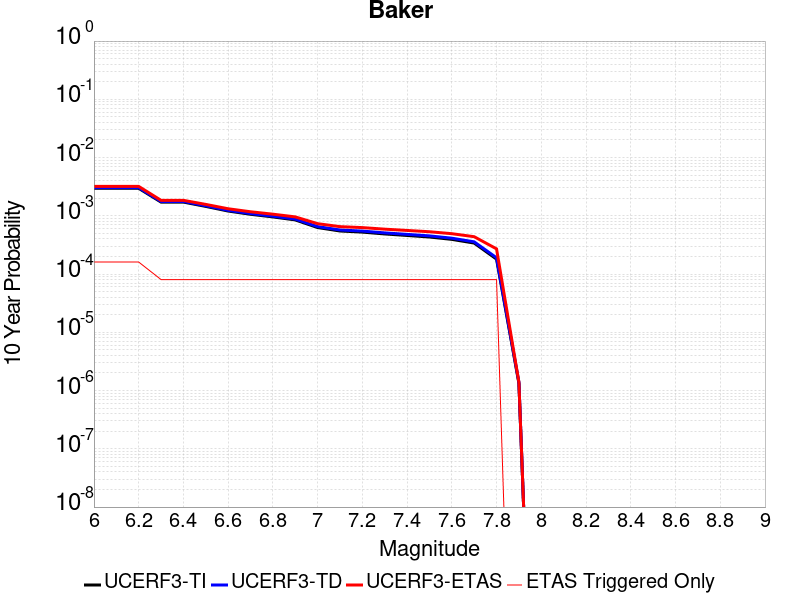 Baker
10^0
10^-1
10^-2
10^-3
10^-4
10^-5
10^-6
10^-7
10^-8
10 Year Probability
6 6.2 6.4 6.6 6.8 7 7.2 7.4 7.6 7.8 8 8.2 8.4 8.6 8.8 9
Magnitude
UCERF3-TI UCERF3-TD UCERF3-ETAS ETAS Triggered Only